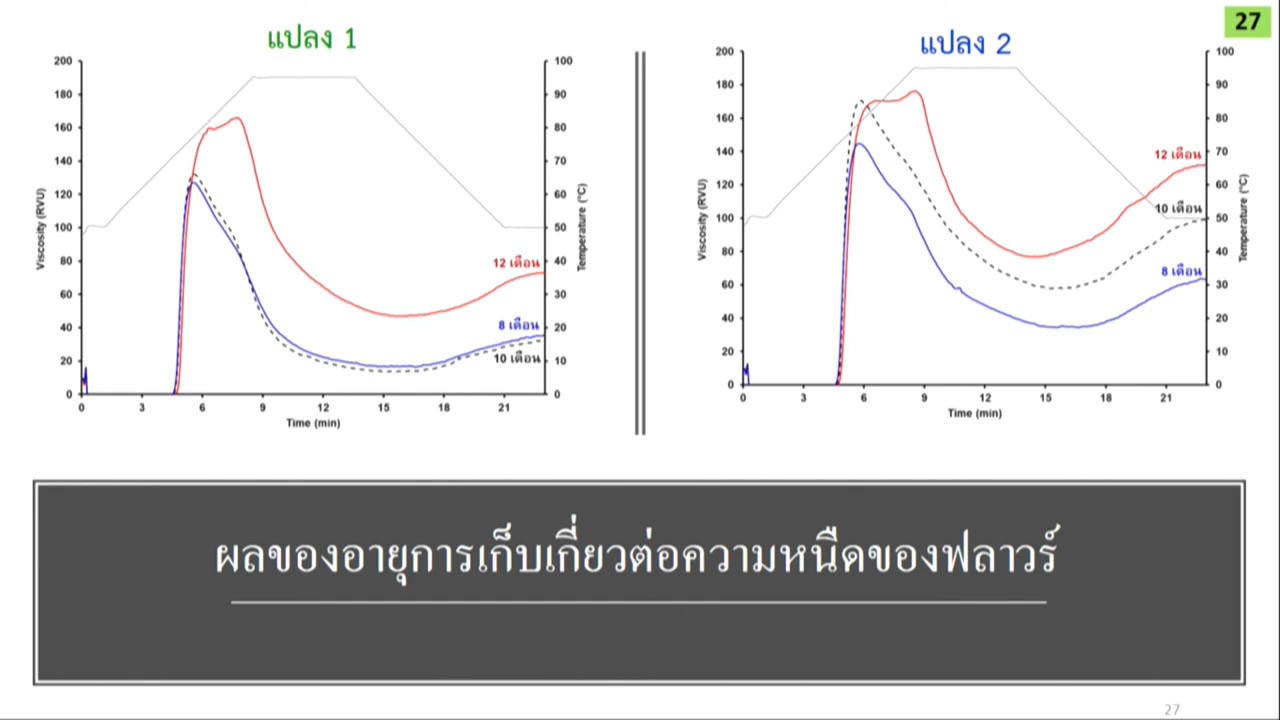 27
แปลง 1
แปลง 2
200
180
160
140
120
100
80
60
40
20
0
Viscosity (RVU)
100
90
80
70
60
50
40
30
20
10
0
Temperature (°C)
12 เดือน
8 เดือน
10 เดือน
0 3 6 9 12 15 18 21
Time (min)
200
180
160
140
120
100
80
60
40
20
0
Viscosity (RVU)
100
90
80
70
60
50
40
30
20
10
0
Temperature (°C)
12 เดือน
10 เดือน
8 เดือน
0 3 6 9 12 15 18 21
Time (min)
ผลของอายุการเก็บเกี่ยวต่อความหนืดของฟลาวร์
27